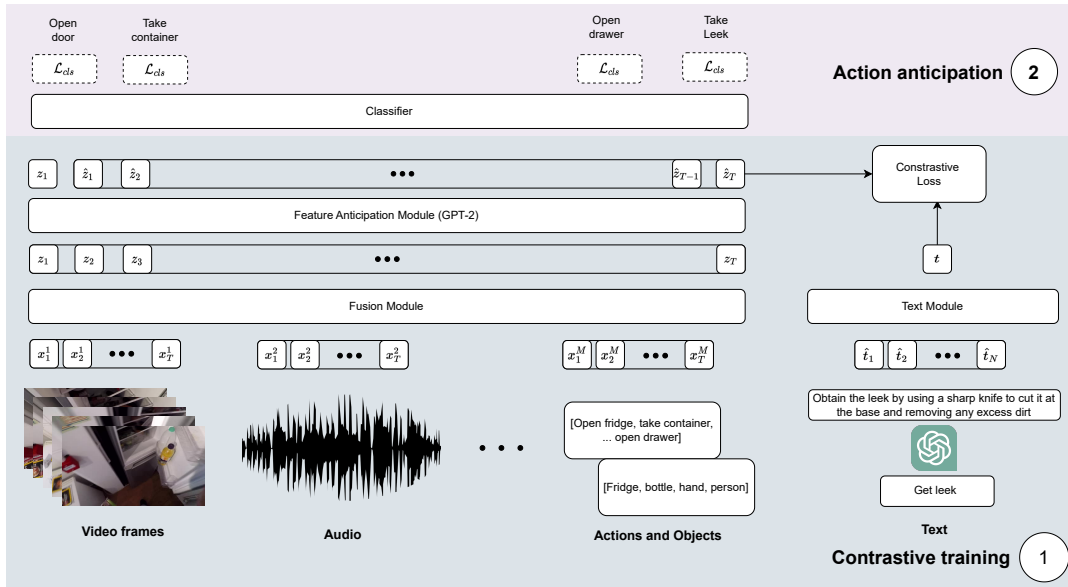 Open
door
Take
container
Open
drawer
Take
Leek
ℒcls
ℒcls
ℒcls
ℒcls
Action anticipation 2
Classifier
z₁ ẑ₁ ẑ₂ ••• ẑT−1 ẑT
Constrastive
Loss
Feature Anticipation Module (GPT-2)
z₁ z₂ z₃ ••• zT
t
Fusion Module
Text Module
x₁¹ x₂¹ ••• x_T¹
x₁² x₂² ••• x_T²
x₁ᴹ x₂ᴹ ••• x_Tᴹ
t̂₁ t̂₂ ••• t̂_N
Obtain the leek by using a sharp knife to cut it at
the base and removing any excess dirt
[Open fridge, take container,
... open drawer]
[Fridge, bottle, hand, person]
Get leek
Video frames
Audio
• • •
Actions and Objects
Text
Contrastive training 1